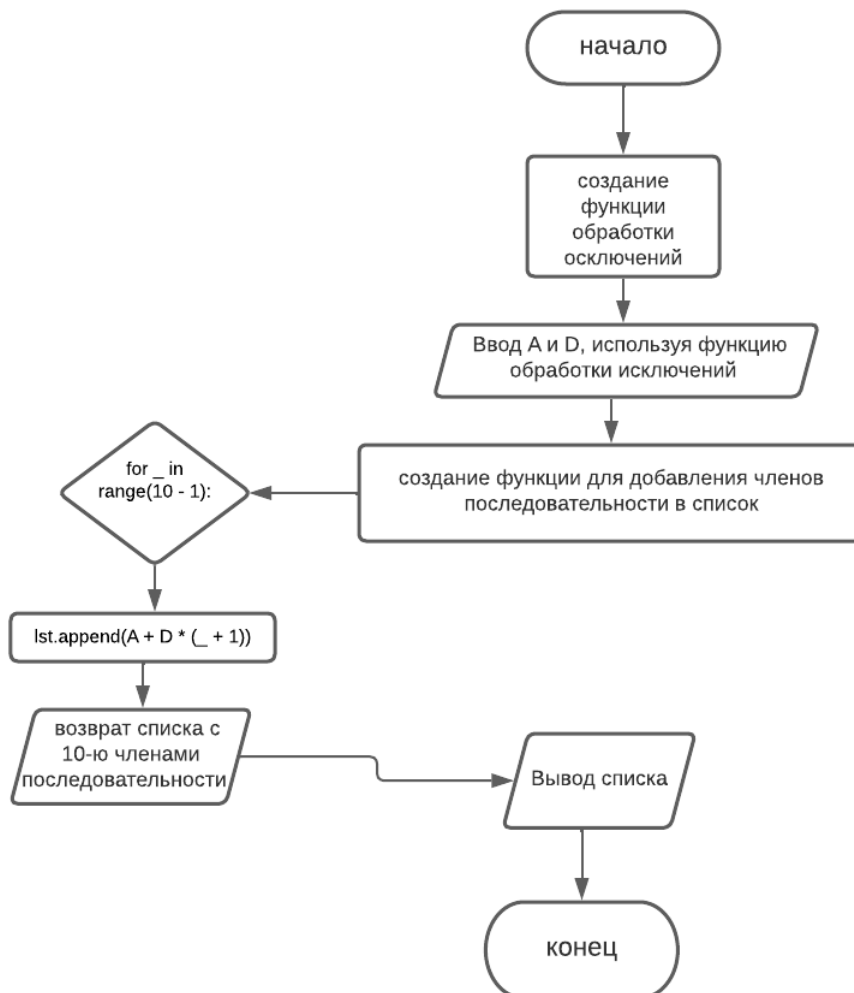 начало
создание
функции
обработки
осключений
Ввод A и D, используя функцию
обработки исключений
создание функции для добавления членов
последовательности в список
for _ in
range(10 - 1):
lst.append(A + D * (_ + 1))
возврат списка с
10-ю членами
последовательности
Вывод списка
конец